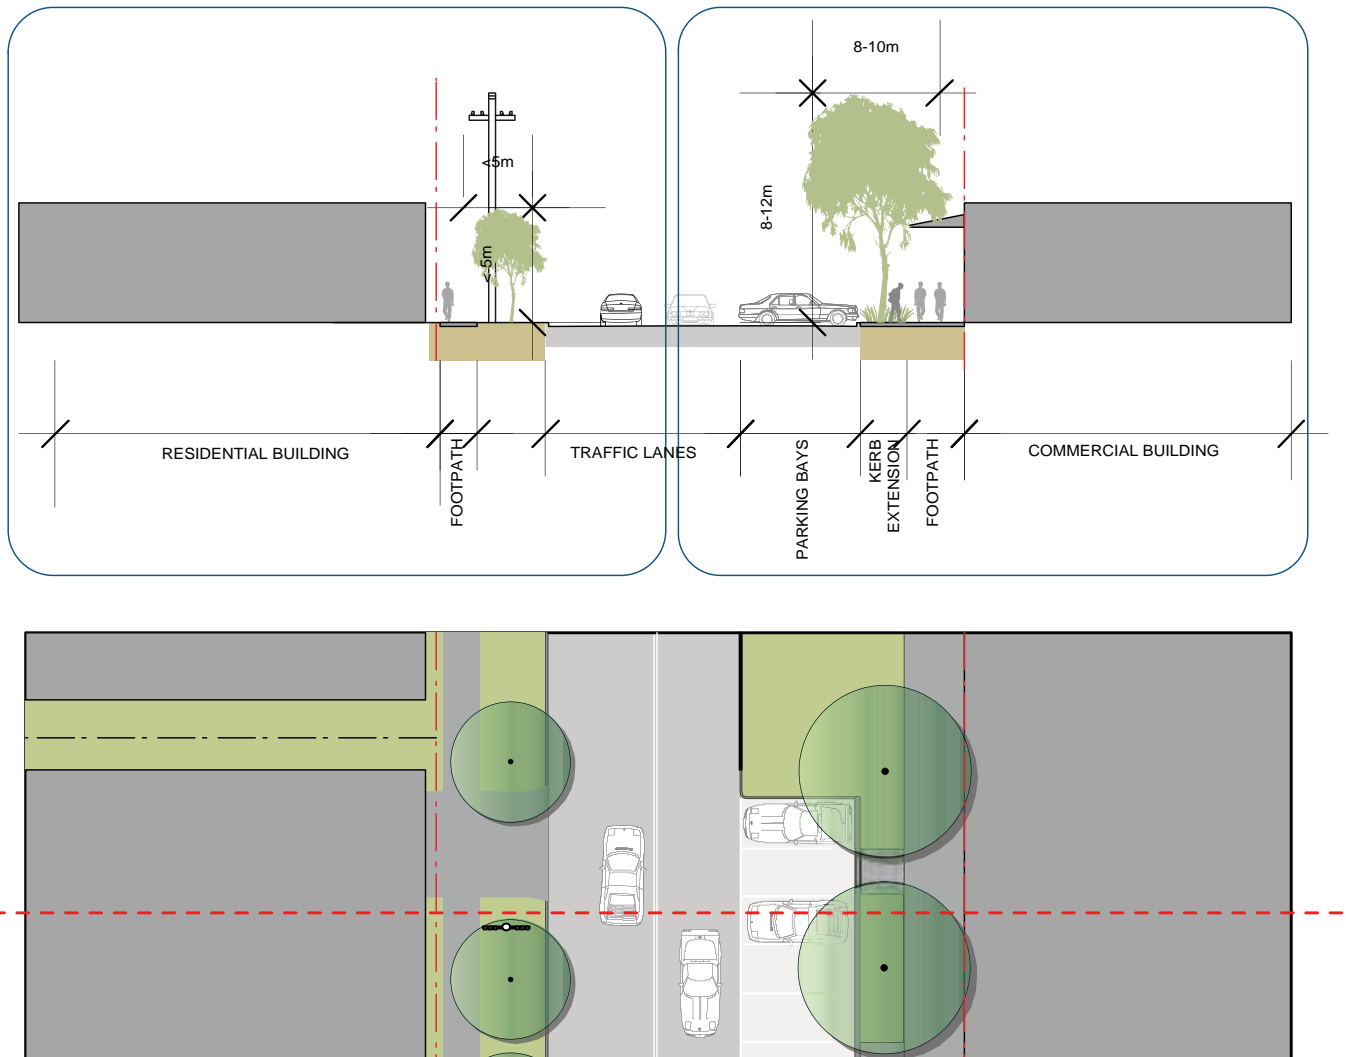 8-10m
<5m
8-12m
<5m
RESIDENTIAL BUILDING
FOOTPATH
TRAFFIC LANES
PARKING BAYS
KERB
EXTENSION
FOOTPATH
COMMERCIAL BUILDING